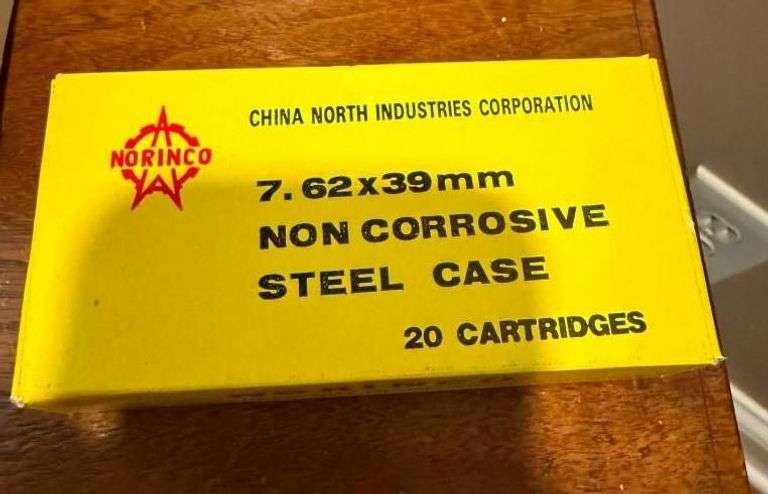 CHINA NORTH INDUSTRIES CORPORATION
NORINCO
7.62x39mm
NON CORROSIVE
STEEL CASE
20 CARTRIDGES